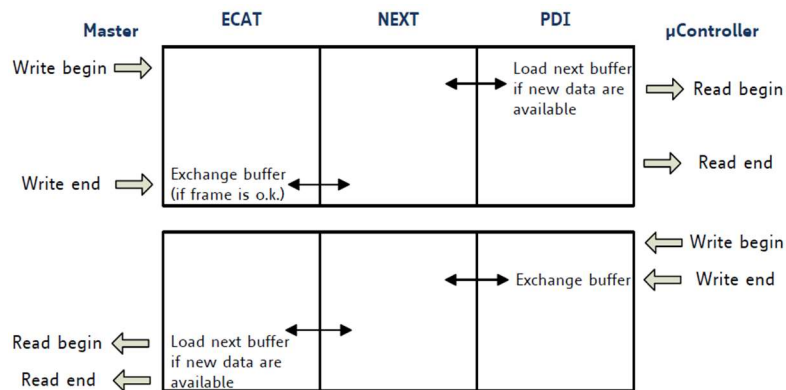 Master
ECAT
NEXT
PDI
µController
Write begin
Load next buffer
if new data are
available
Read begin
Read end
Write end
Exchange buffer
(if frame is o.k.)
Write begin
Exchange buffer
Write end
Read begin
Load next buffer
if new data are
available
Read end